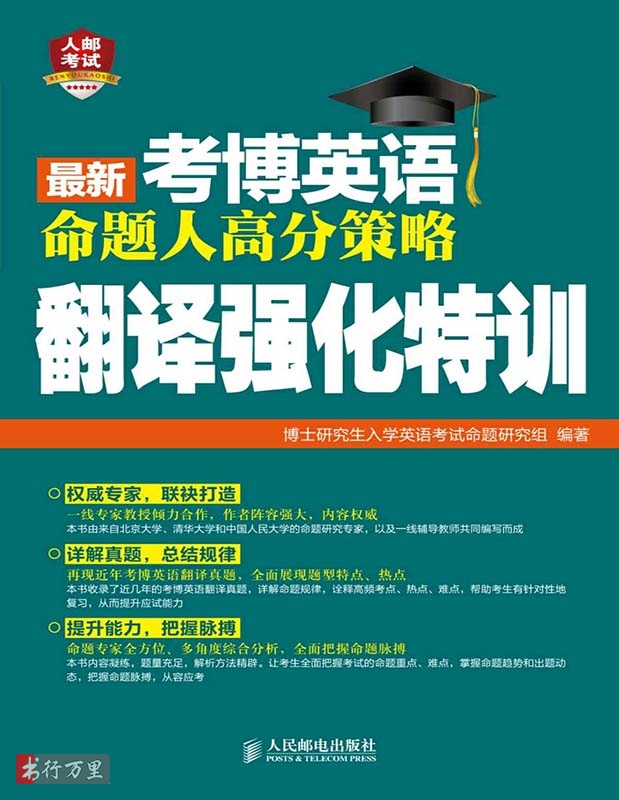 人邮
考试
RENYOUKAOSHI
最新 考博英语
命题人高分策略
翻译强化特训
博士研究生入学英语考试命题研究组 编著
权威专家，联袂打造
一线专家教授倾力合作，作者阵容强大，内容权威
本书由来自北京大学、清华大学和中国人民大学的命题研究专家，以及一线辅导教师共同编写而成
详解真题，总结规律
再现近年考博英语翻译真题，全面展现题型特点、热点
本书收录了近几年的考博英语翻译真题，详解命题规律，诠释高频考点、热点、难点，帮助考生有针对性地
复习，从而提升应试能力
提升能力，把握脉搏
命题专家全方位、多角度综合分析，全面把握命题脉搏
本书内容凝练，题量充足，解析方法精辟。让考生全面把握考试的命题重点、难点，掌握命题趋势和出题动
态，把握命题脉搏，从容应考
人民邮电出版社
POSTS & TELECOM PRESS
书行万里